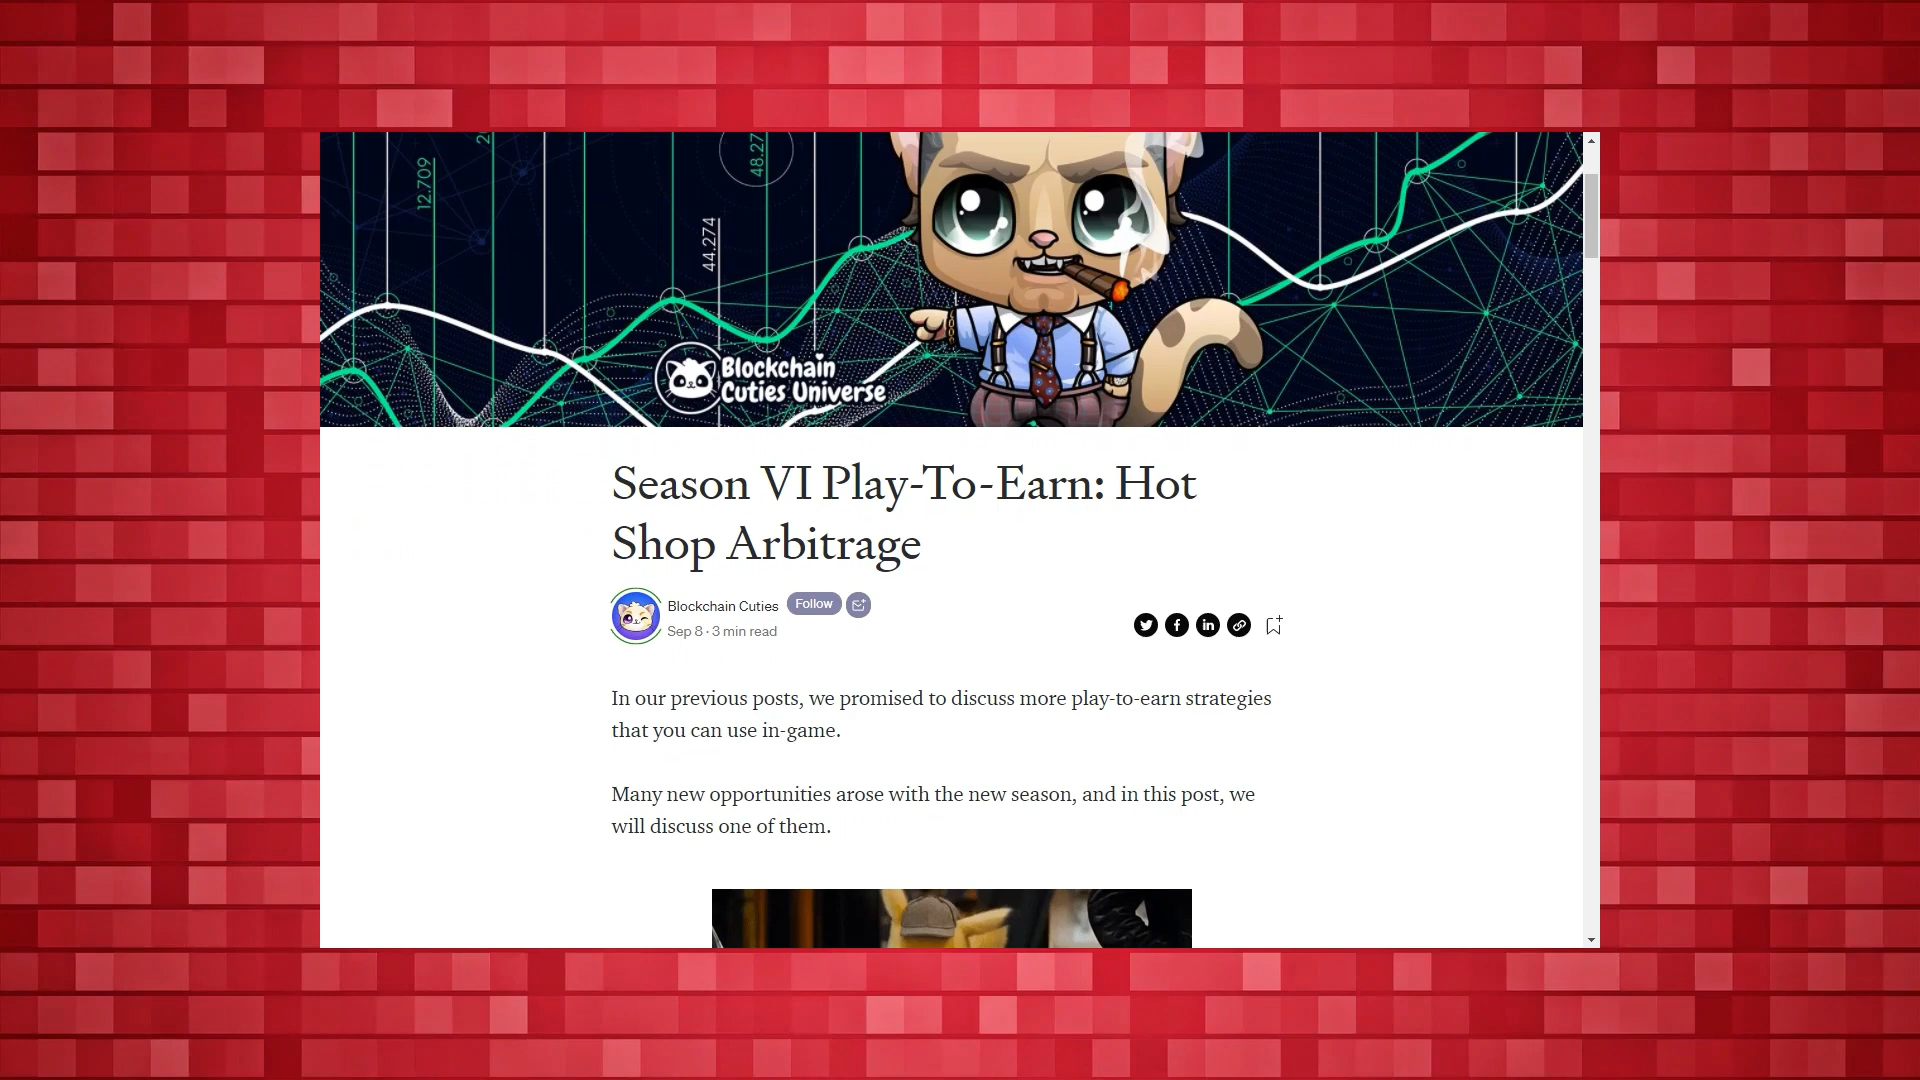 12.709
44.274
48.27
Blockchain
Cuties Universe
Season VI Play-To-Earn: Hot
Shop Arbitrage
Blockchain Cuties Follow
Sep 8 · 3 min read
In our previous posts, we promised to discuss more play-to-earn strategies
that you can use in-game.
Many new opportunities arose with the new season, and in this post, we
will discuss one of them.